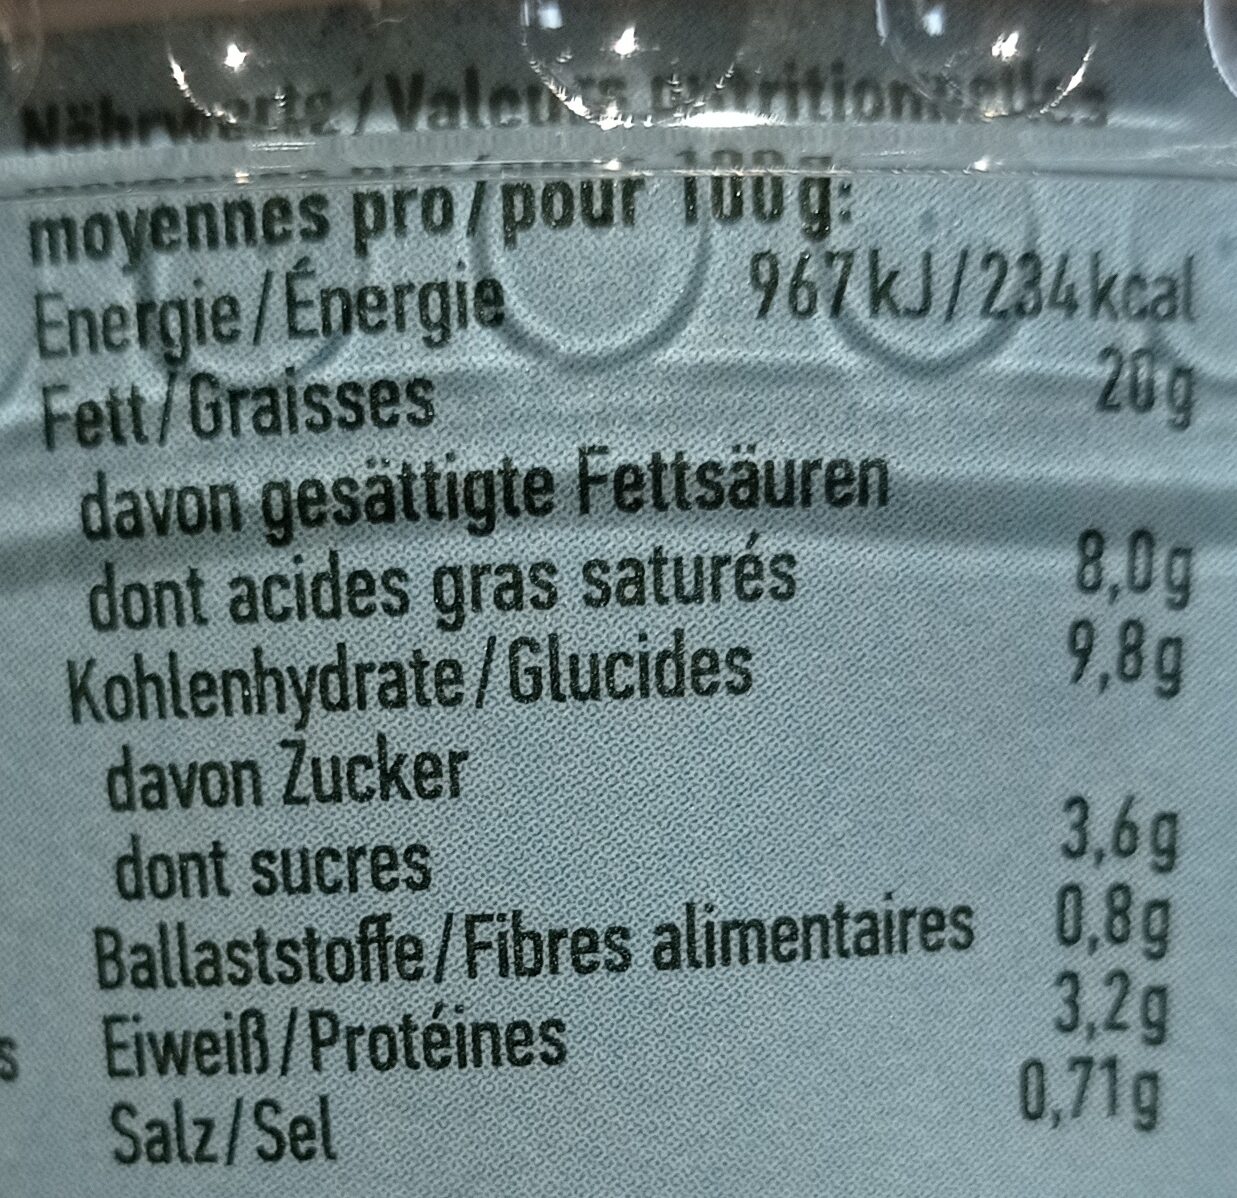 Nährwerte / Valeurs nutritionnelles
moyennes pro/pour 100g:
Energie/Énergie 967kJ/234kcal
Fett/Graisses 20g
davon gesättigte Fettsäuren
dont acides gras saturés 8,0g
Kohlenhydrate/Glucides 9,8g
davon Zucker
dont sucres 3,6g
Ballaststoffe/Fibres alimentaires 0,8g
s Eiweiß/Protéines 3,2g
Salz/Sel 0,71g